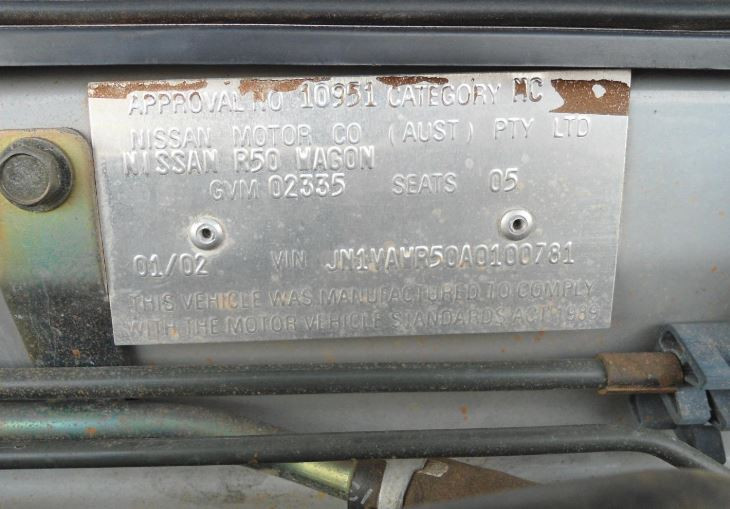 APPROVAL NO 10951 CATEGORY MC
NISSAN MOTOR CO (AUST) PTY LTD
NISSAN R50 WAGON
GVM 02335 SEATS 05
01/02 VIN JN1VAWR50A0100781
THIS VEHICLE WAS MANUFACTURED TO COMPLY
WITH THE MOTOR VEHICLE STANDARDS ACT 1989